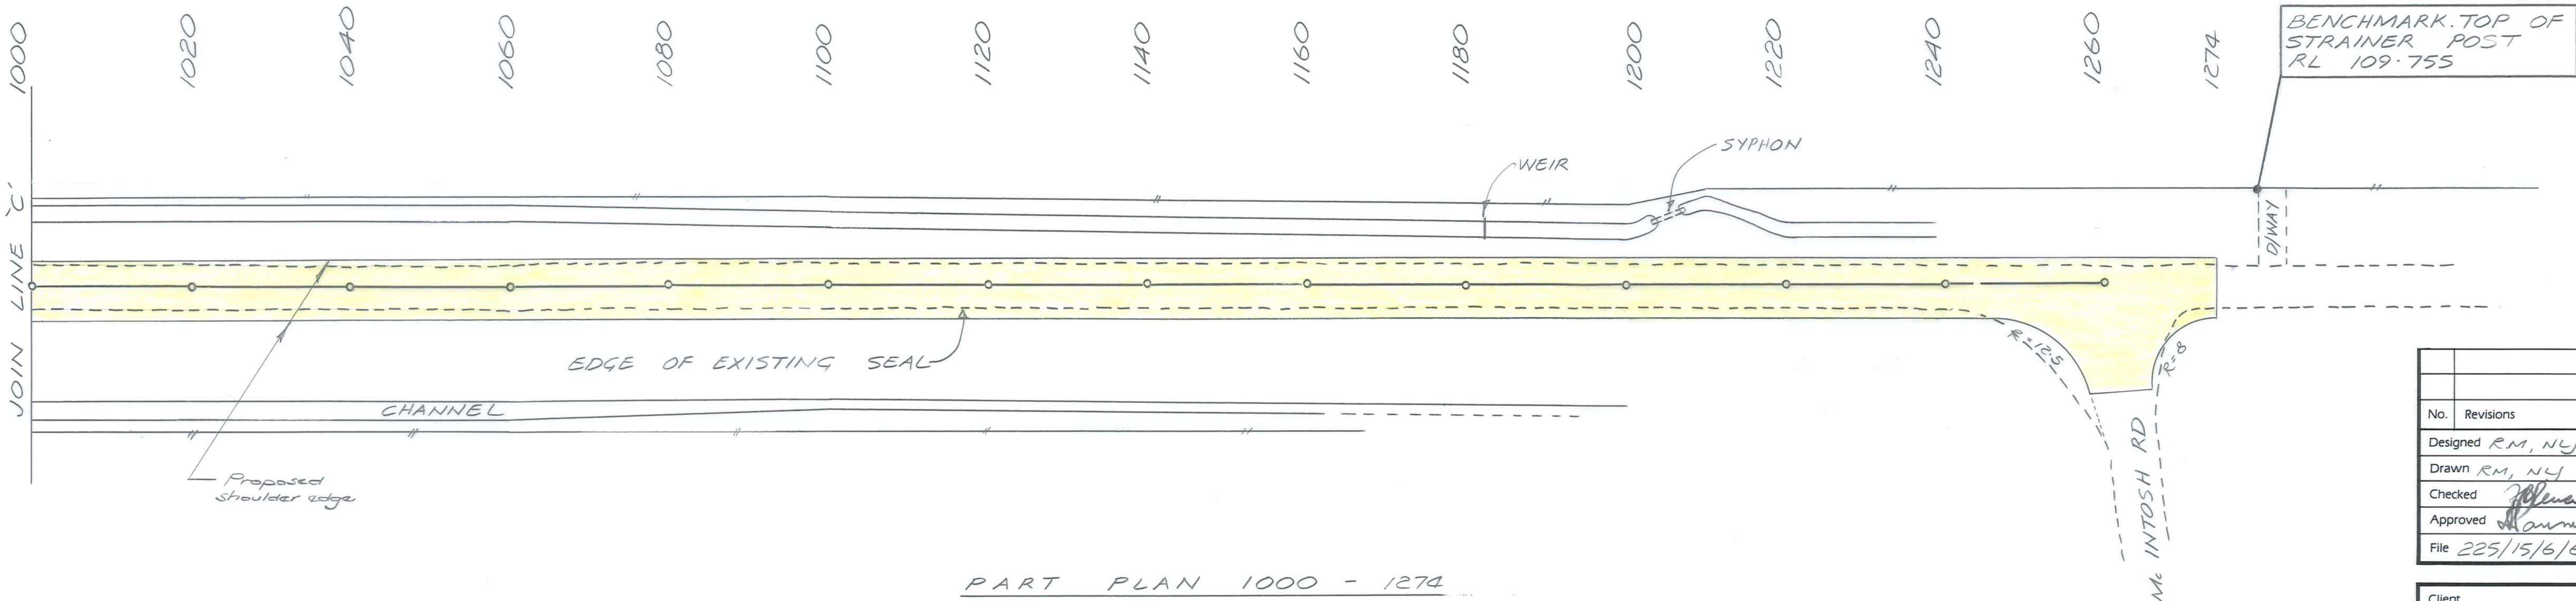 1000
1020
1040
1060
1080
1100
1120
1140
1160
1180
1200
1220
1240
1260
1274
BENCHMARK. TOP OF
STRAINER POST
RL 109.755
SYPHON
WEIR
JOIN LINE 'C'
D/WAY
EDGE OF EXISTING SEAL
R=12.5
R=8
CHANNEL
Proposed
shoulder edge
Mc INTOSH RD
PART PLAN 1000 - 1274
No. Revisions
Designed RM, NLJ
Drawn RM, NLJ
Checked
Approved
File 225/15/6/6
Client